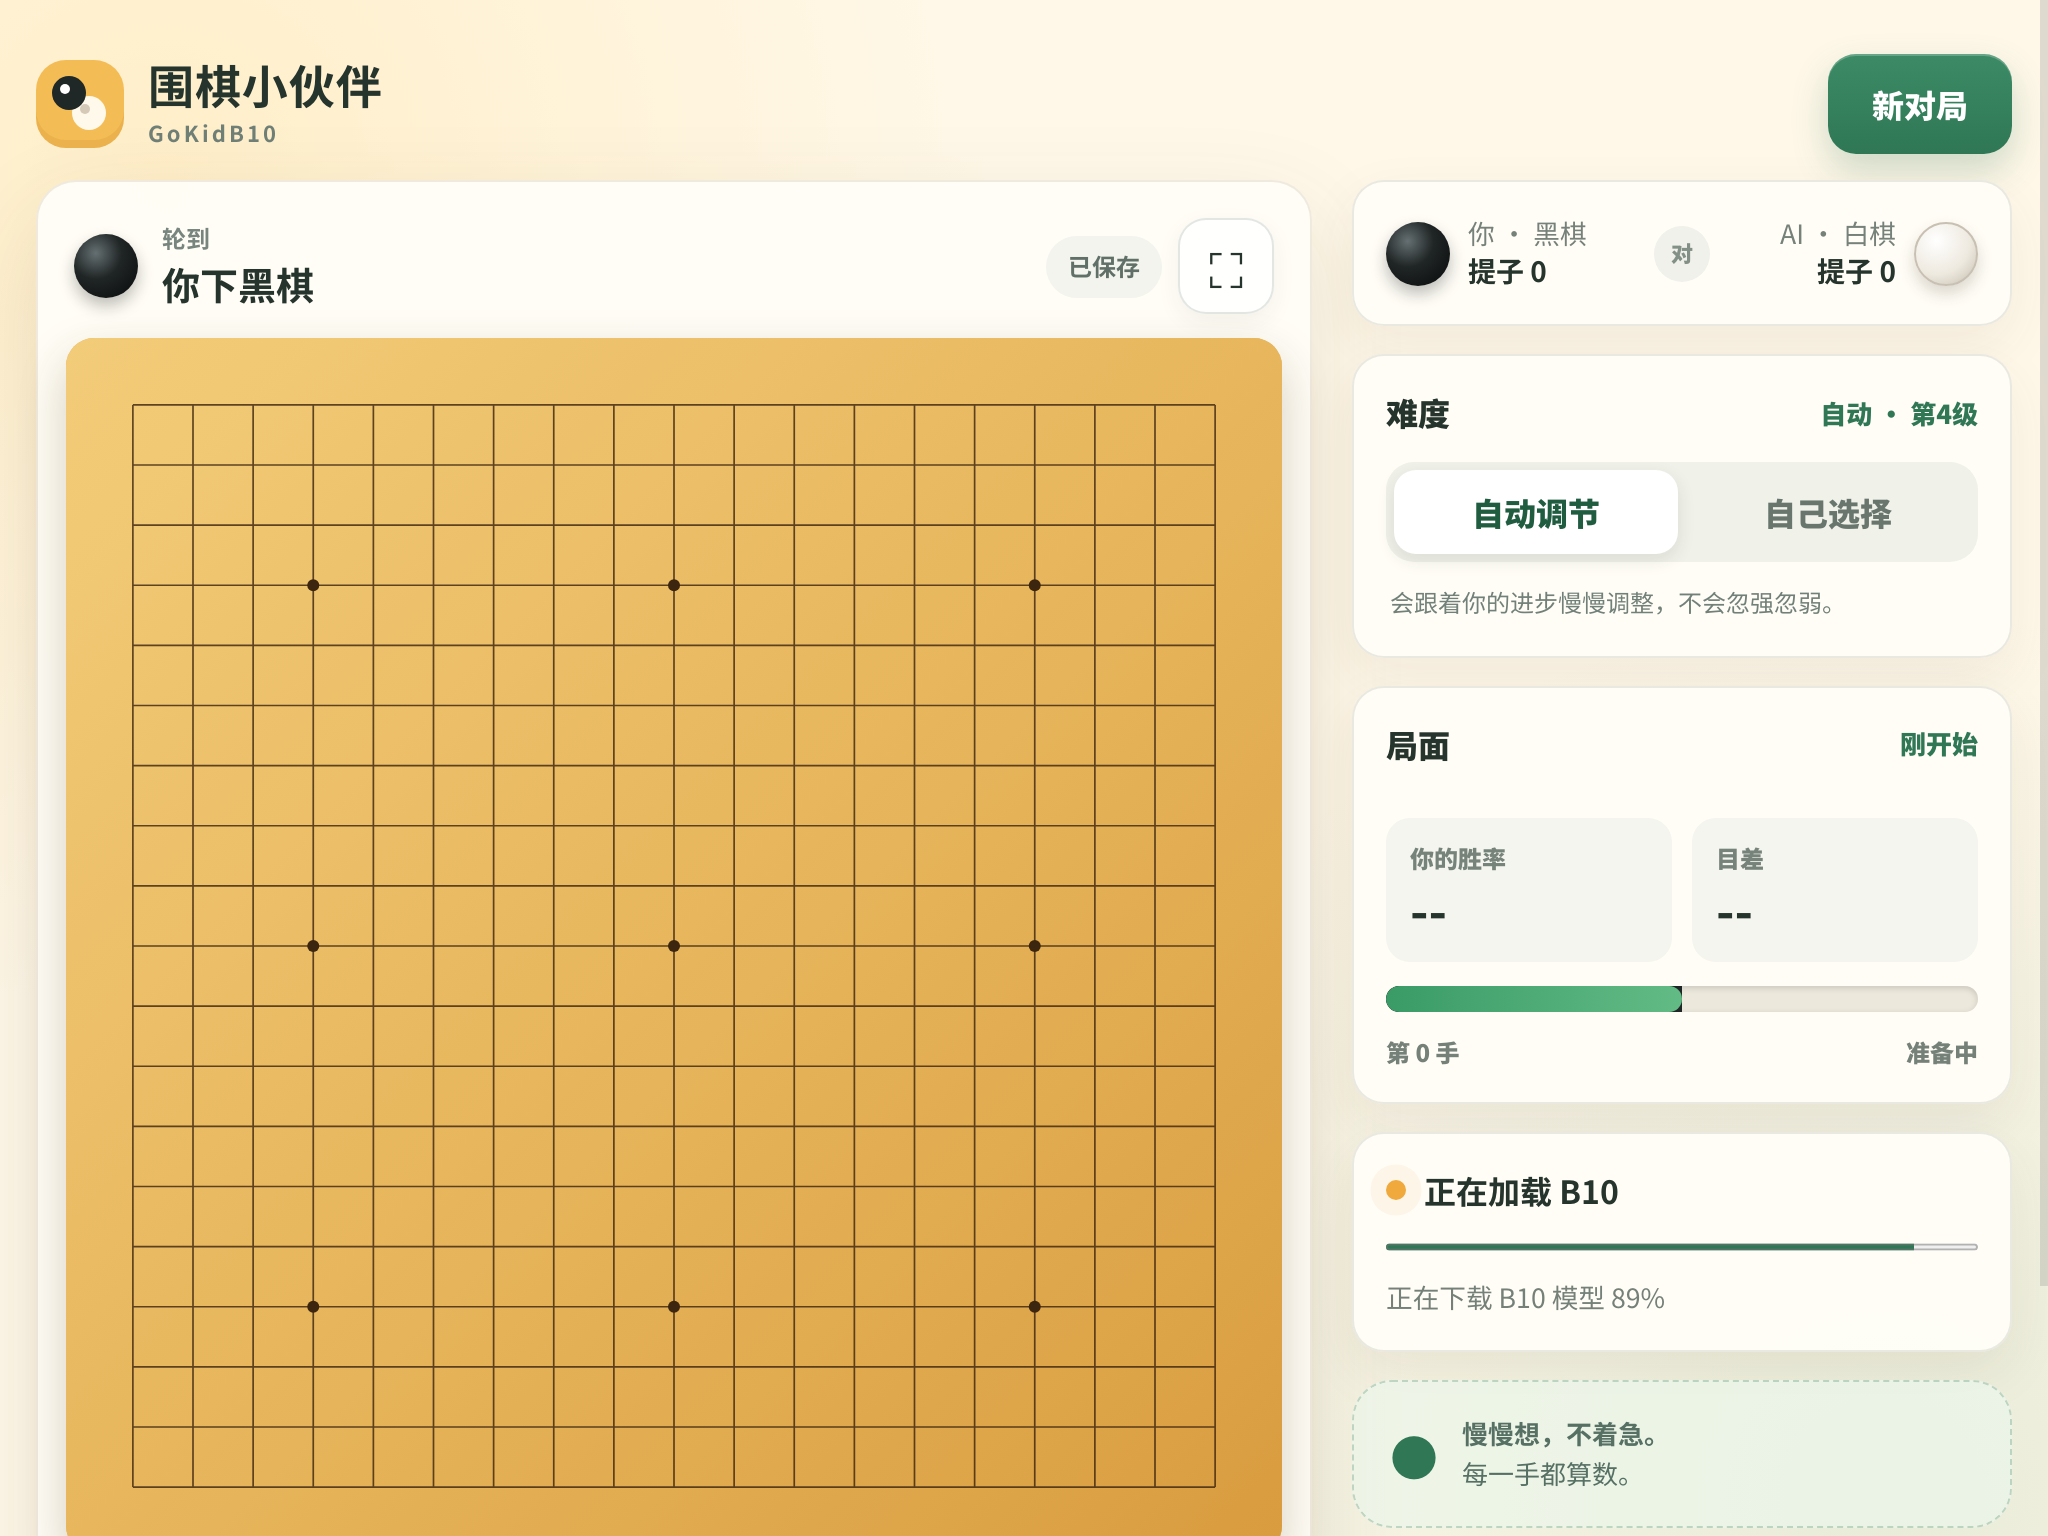 围棋小伙伴
GoKidB10
新对局
轮到
你下黑棋
已保存
你 · 黑棋
提子 0
对
AI · 白棋
提子 0
难度
自动 · 第4级
自动调节
自己选择
会跟着你的进步慢慢调整，不会忽强忽弱。
局面
刚开始
你的胜率
--
目差
--
第 0 手
准备中
正在加载 B10
正在下载 B10 模型 89%
慢慢想，不着急。
每一手都算数。